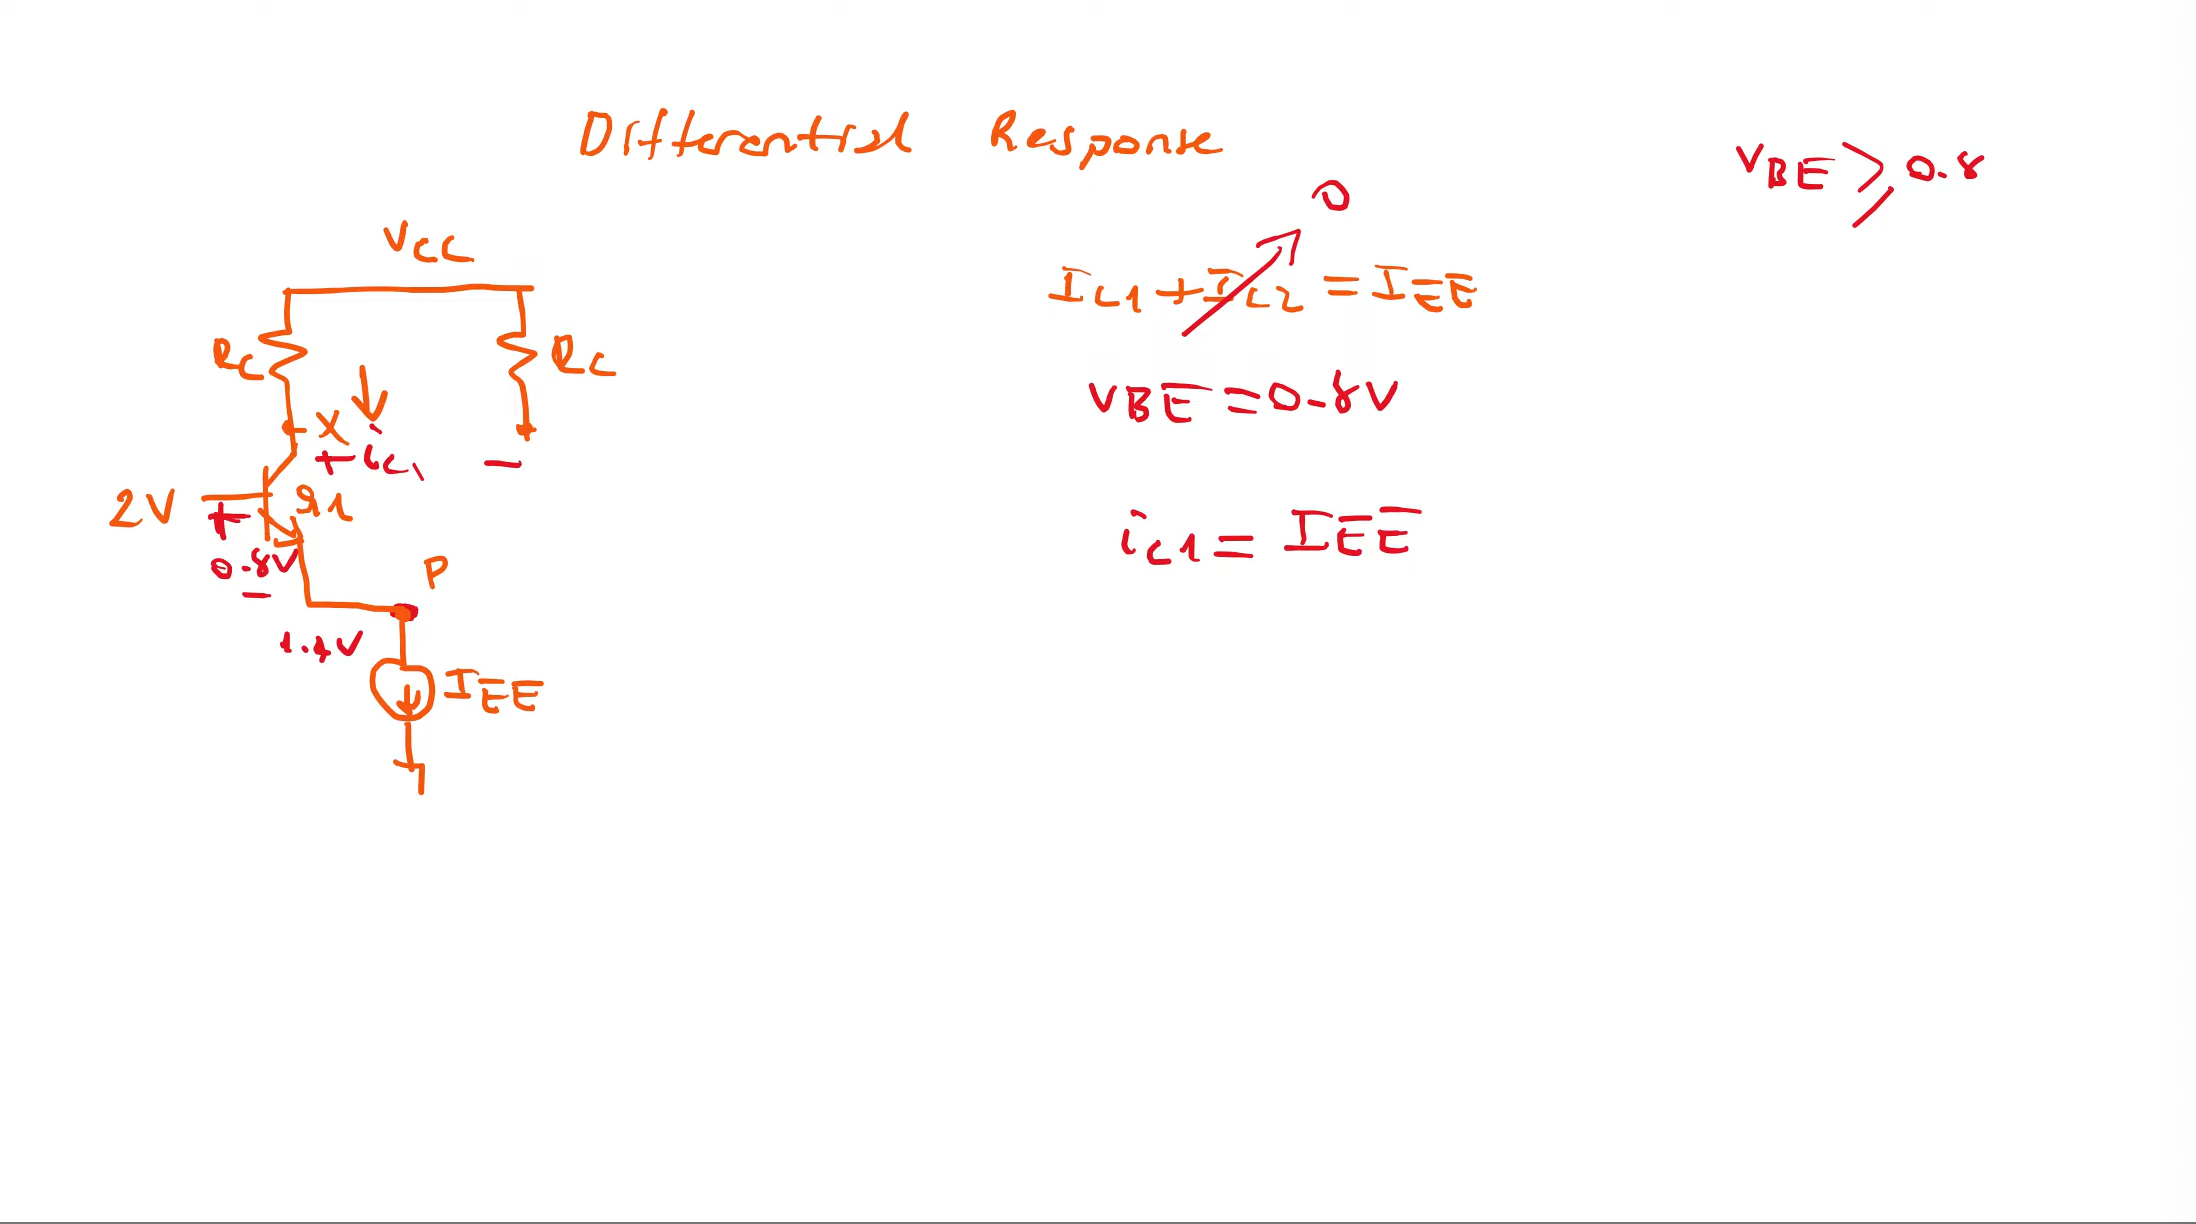 Differential Response
VBE ≥ 0.8
0
IC1 + IC2 = IEE
VCC
RC
RC
VBE = 0.8V
X
+ iC1 -
2V
+
Q1
iC1 = IEE
0.8V
-
P
1.2V
IEE